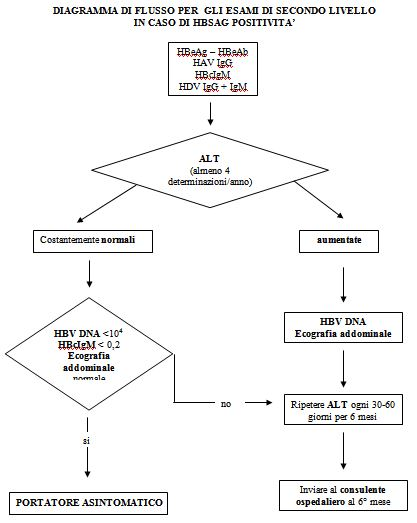 DIAGRAMMA DI FLUSSO PER GLI ESAMI DI SECONDO LIVELLO
IN CASO DI HBSAG POSITIVITA’
HBeAg – HBeAb
HAV IgG
HBcIgM
HDV IgG + IgM
ALT
(almeno 4
determinazioni/anno)
Costantemente normali
aumentate
HBV DNA <10⁴
HBcIgM < 0,2
Ecografia
addominale
normale
HBV DNA
Ecografia addominale
no
Ripetere ALT ogni 30-60
giorni per 6 mesi
si
PORTATORE ASINTOMATICO
Inviare al consulente
ospedaliero al 6° mese